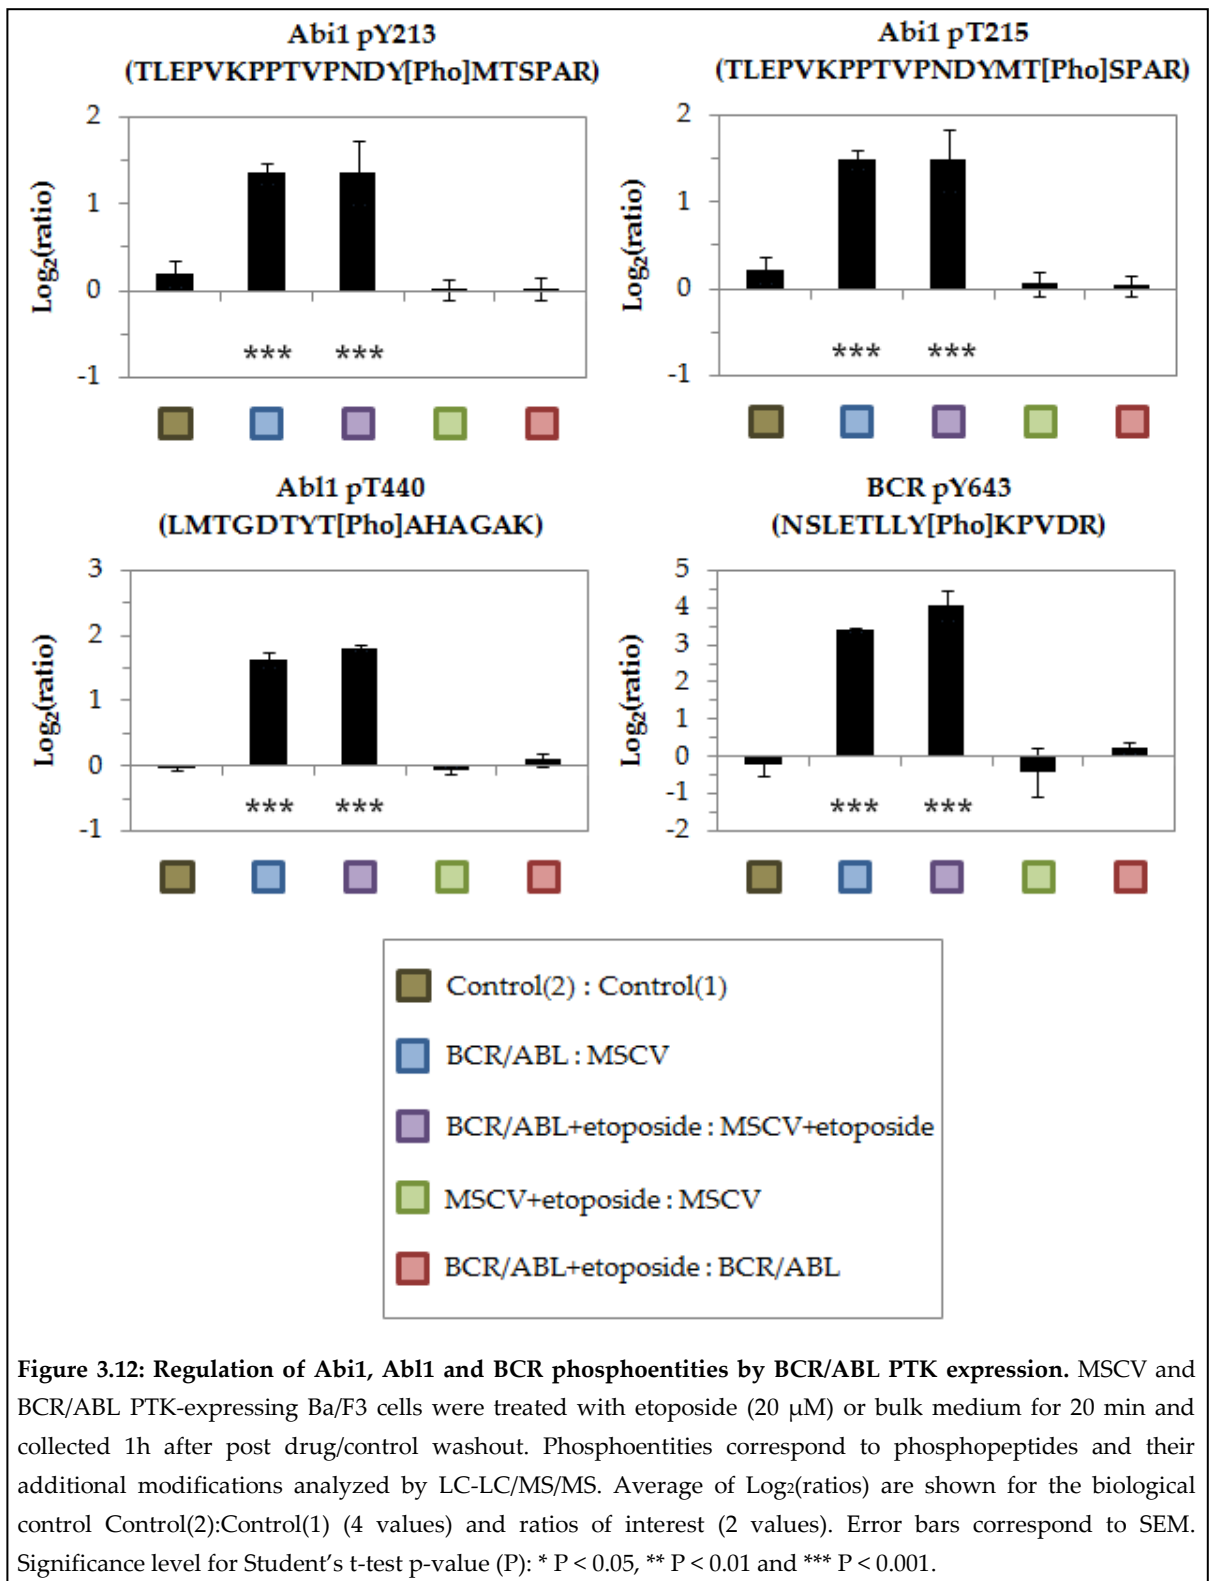 Abi1 pY213
(TLEPVKPPTVPNDY[Pho]MTSPAR)
Log2(ratio)
2
1
0
-1
*** ***
Abi1 pT215
(TLEPVKPPTVPNDYMT[Pho]SPAR)
Log2(ratio)
2
1
0
-1
*** ***
Abl1 pT440
(LMTGDTYT[Pho]AHAGAK)
Log2(ratio)
3
2
1
0
-1
*** ***
BCR pY643
(NSLETLLY[Pho]KPVDR)
Log2(ratio)
5
4
3
2
1
0
-1
-2
*** ***
Control(2) : Control(1)
BCR/ABL : MSCV
BCR/ABL+etoposide : MSCV+etoposide
MSCV+etoposide : MSCV
BCR/ABL+etoposide : BCR/ABL
Figure 3.12: Regulation of Abi1, Abl1 and BCR phosphoentities by BCR/ABL PTK expression. MSCV and
BCR/ABL PTK-expressing Ba/F3 cells were treated with etoposide (20 µM) or bulk medium for 20 min and
collected 1h after post drug/control washout. Phosphoentities correspond to phosphopeptides and their
additional modifications analyzed by LC-LC/MS/MS. Average of Log2(ratios) are shown for the biological
control Control(2):Control(1) (4 values) and ratios of interest (2 values). Error bars correspond to SEM.
Significance level for Student's t-test p-value (P): * P < 0.05, ** P < 0.01 and *** P < 0.001.